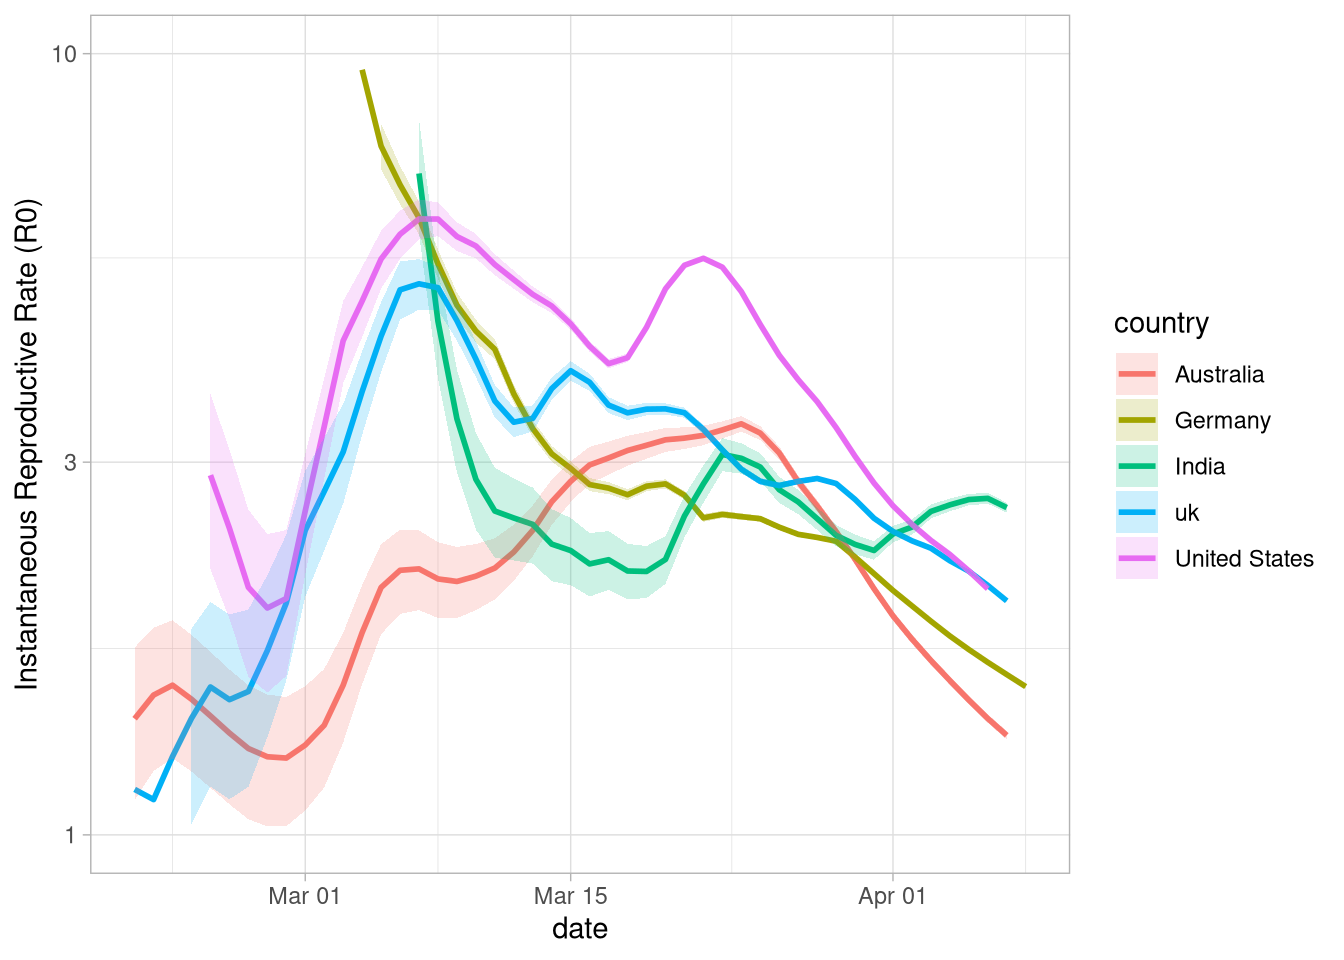 10
3
1
Instantaneous Reproductive Rate (R0)
Mar 01
Mar 15
Apr 01
date
country
Australia
Germany
India
uk
United States